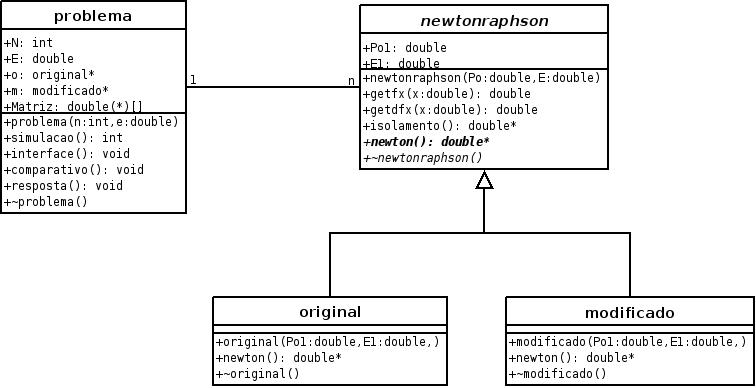 problema
+N: int
+E: double
+o: original*
+m: modificado*
+Matriz: double(*)[]
+problema(n:int,e:double)
+simulacao(): int
+interface(): void
+comparativo(): void
+resposta(): void
+~problema()
1
n
newtonraphson
+Po1: double
+E1: double
+newtonraphson(Po:double,E:double)
+getfx(x:double): double
+getdfx(x:double): double
+isolamento(): double*
+newton(): double*
+~newtonraphson()
original
+original(Po1:double,E1:double,)
+newton(): double*
+~original()
modificado
+modificado(Po1:double,E1:double,)
+newton(): double*
+~modificado()